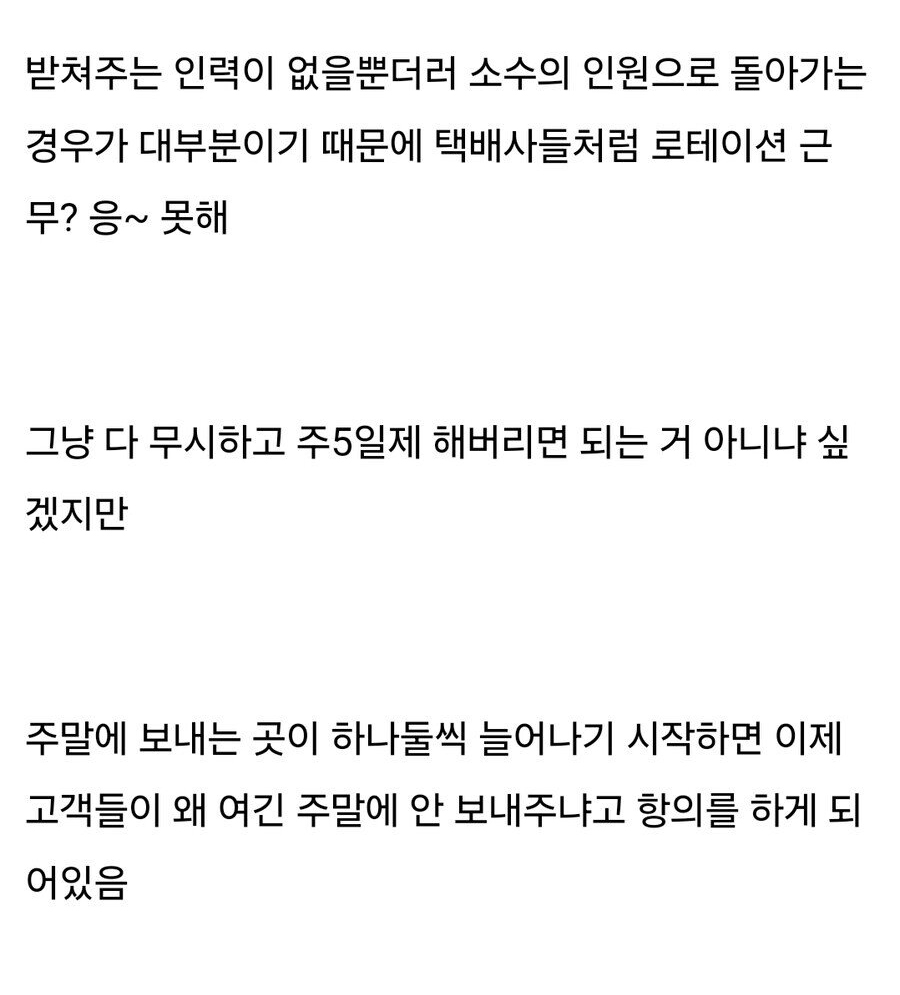 받쳐주는 인력이 없을뿐더러 소수의 인원으로 돌아가는
경우가 대부분이기 때문에 택배사들처럼 로테이션 근
무? 응~ 못해
그냥 다 무시하고 주5일제 해버리면 되는 거 아니냐 싶
겠지만
주말에 보내는 곳이 하나둘씩 늘어나기 시작하면 이제
고객들이 왜 여긴 주말에 안 보내주냐고 항의를 하게 되
어있음